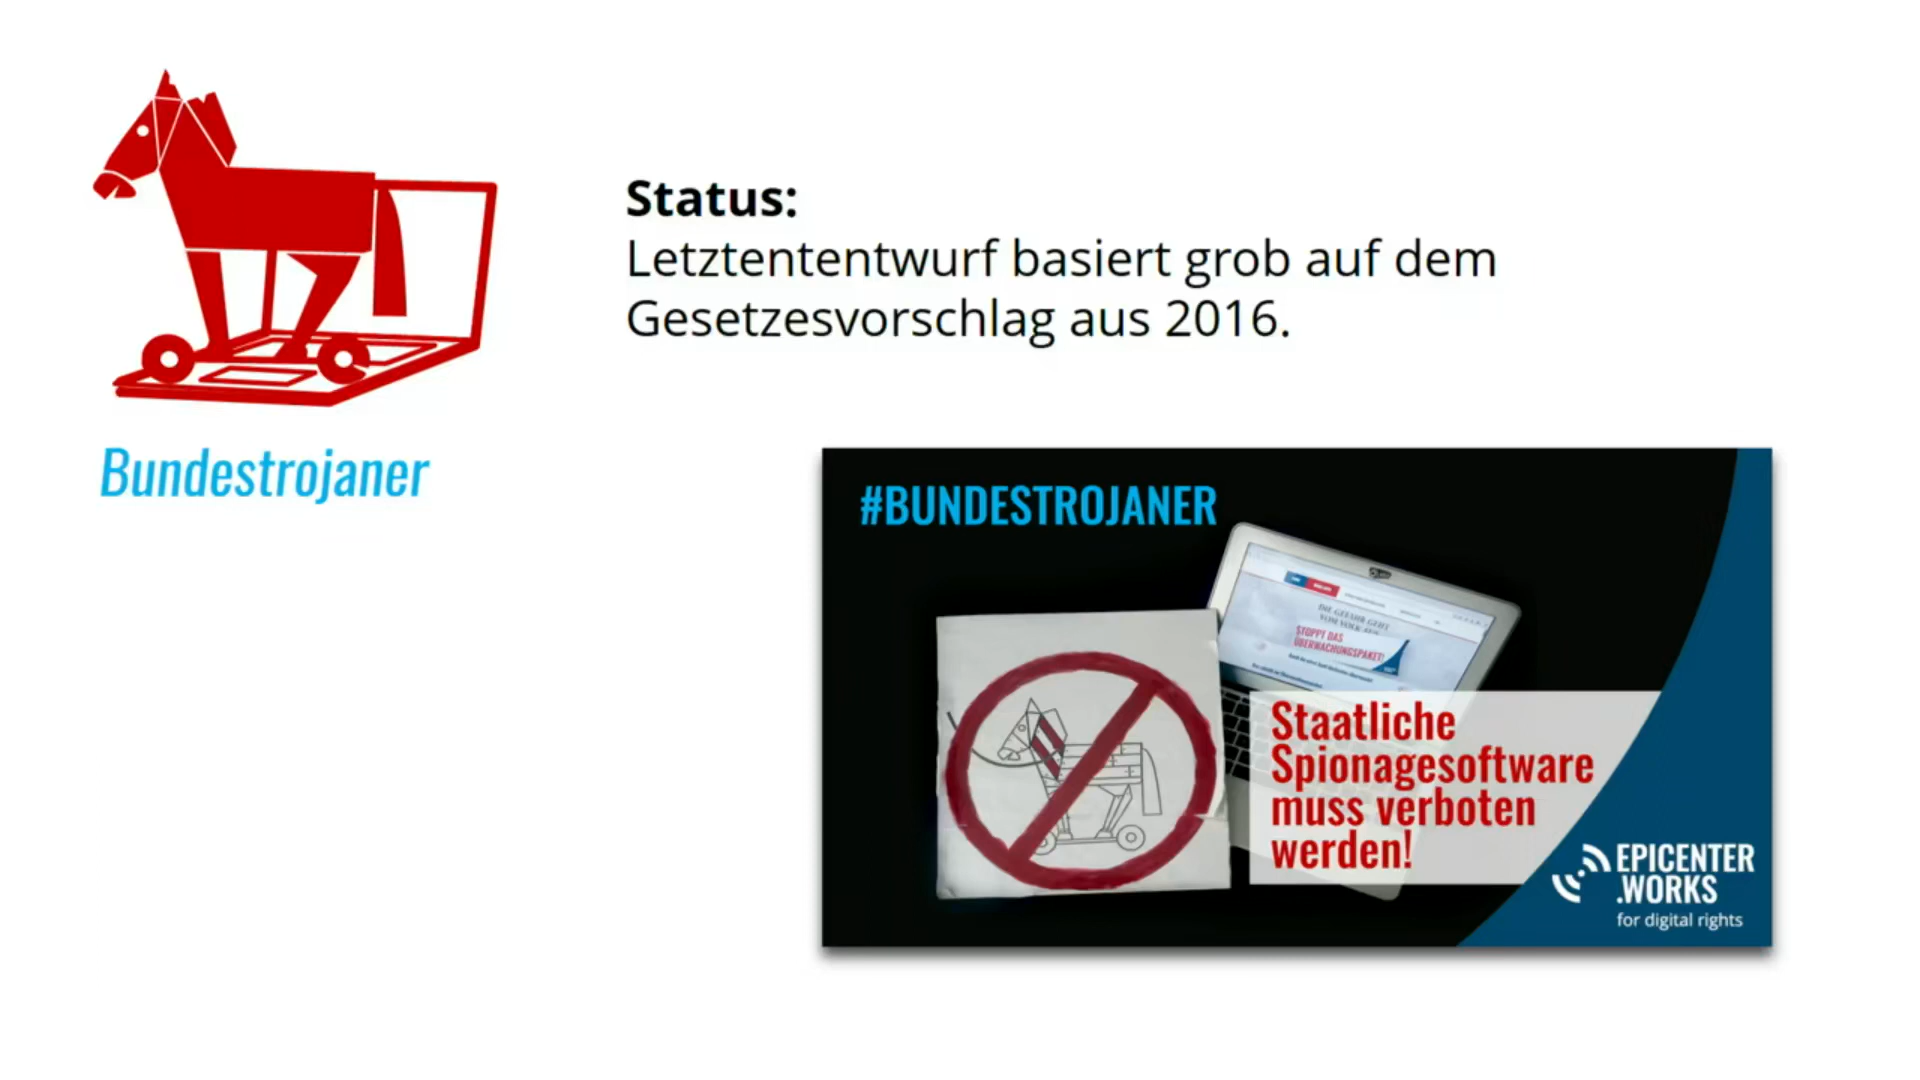 Status:
Letztententwurf basiert grob auf dem
Gesetzesvorschlag aus 2016.
Bundestrojaner
#BUNDESTROJANER
STOPPT DAS
ÜBERWACHUNGSPAKET!
Staatliche
Spionagesoftware
muss verboten
werden!
EPICENTER
.WORKS
for digital rights